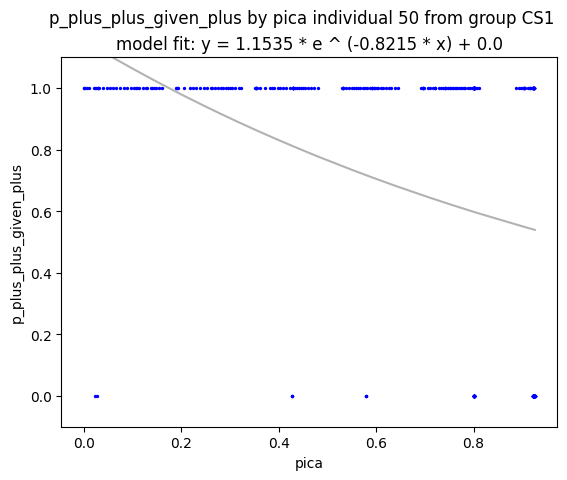 p_plus_plus_given_plus by pica individual 50 from group CS1
model fit: y = 1.1535 * e ^ (-0.8215 * x) + 0.0
p_plus_plus_given_plus
1.0
0.8
0.6
0.4
0.2
0.0
0.0 0.2 0.4 0.6 0.8
pica